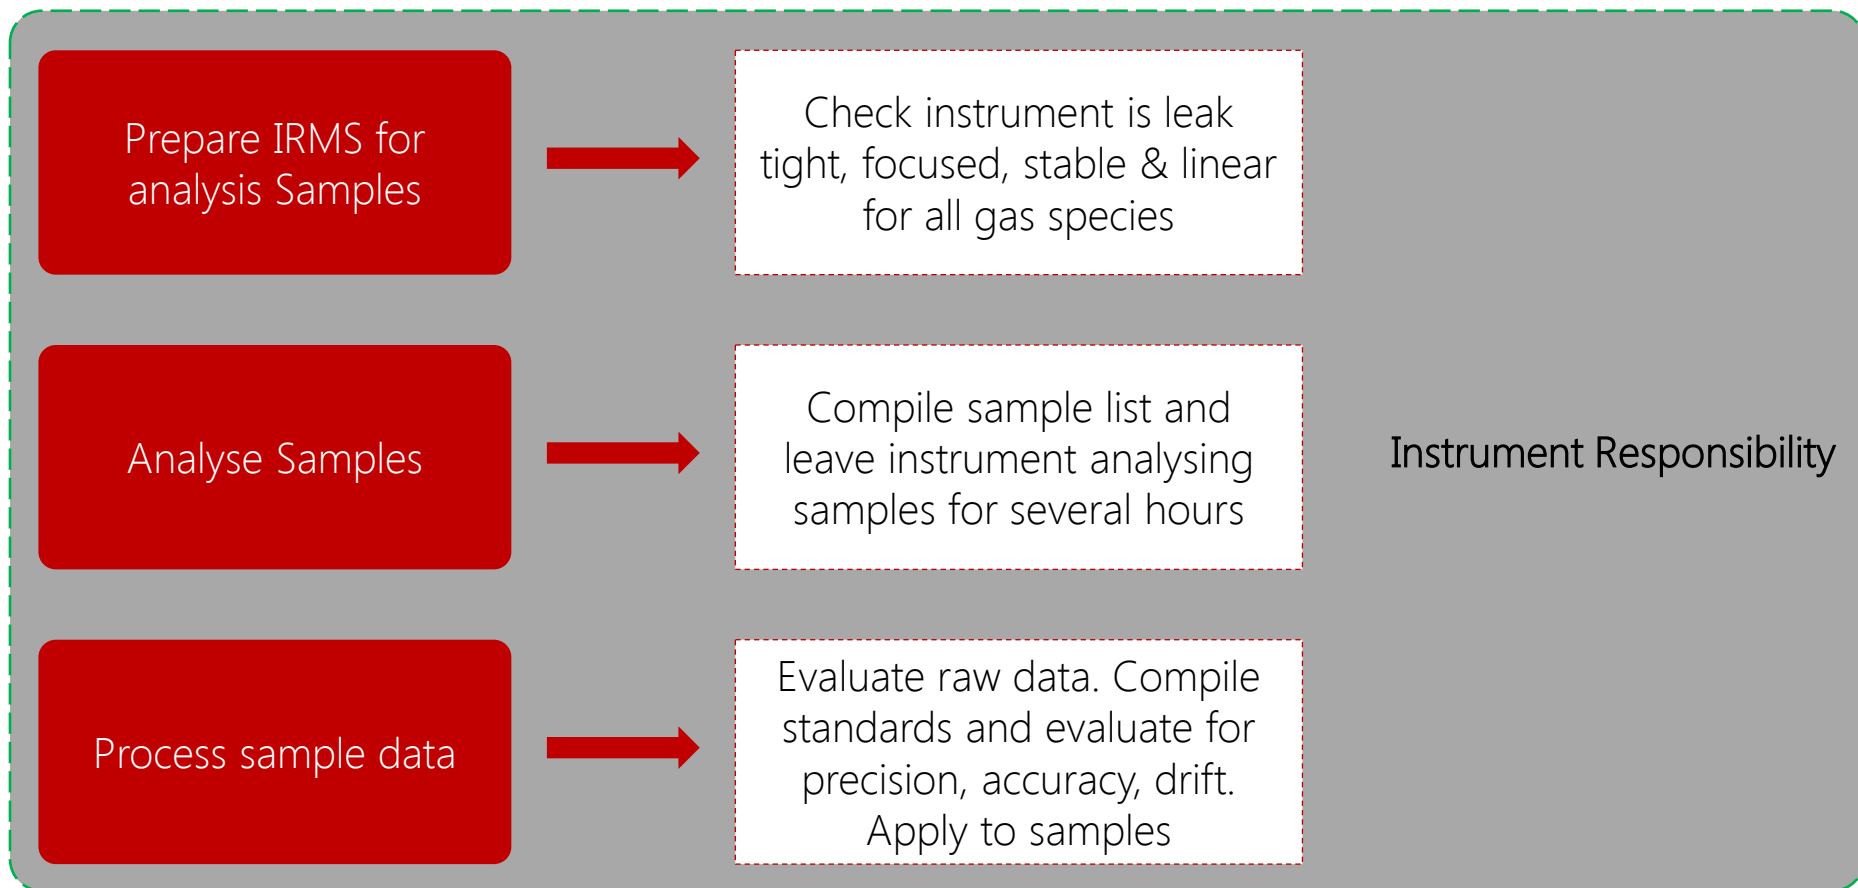 Prepare IRMS for
analysis Samples
Check instrument is leak
tight, focused, stable & linear
for all gas species
Analyse Samples
Compile sample list and
leave instrument analysing
samples for several hours
Instrument Responsibility
Process sample data
Evaluate raw data. Compile
standards and evaluate for
precision, accuracy, drift.
Apply to samples